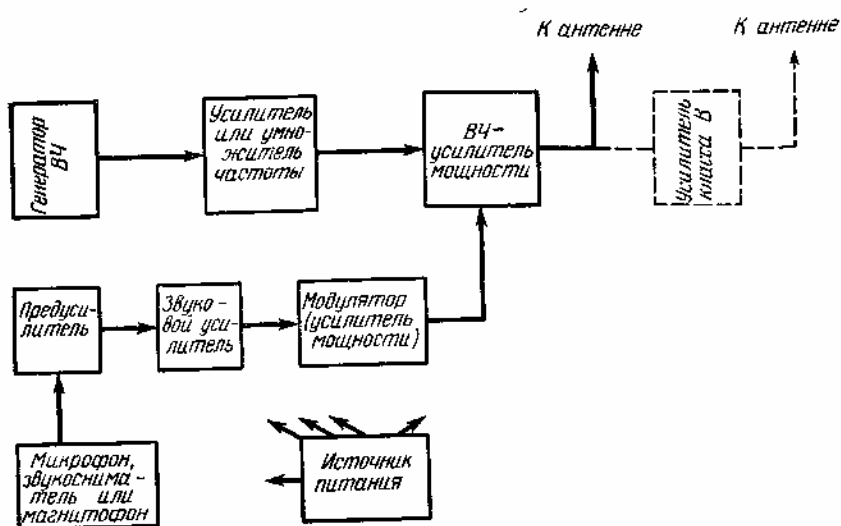 К антенне
К антенне
Генератор
ВЧ
Усилитель
или умно-
житель
частоты
ВЧ-
усилитель
мощности
Усилитель
класса В
Предуси-
литель
Звуко-
вой уси-
литель
Модулятор
(усилитель
мощности)
Микрофон,
звукоснима-
тель или
магнитофон
Источник
питания